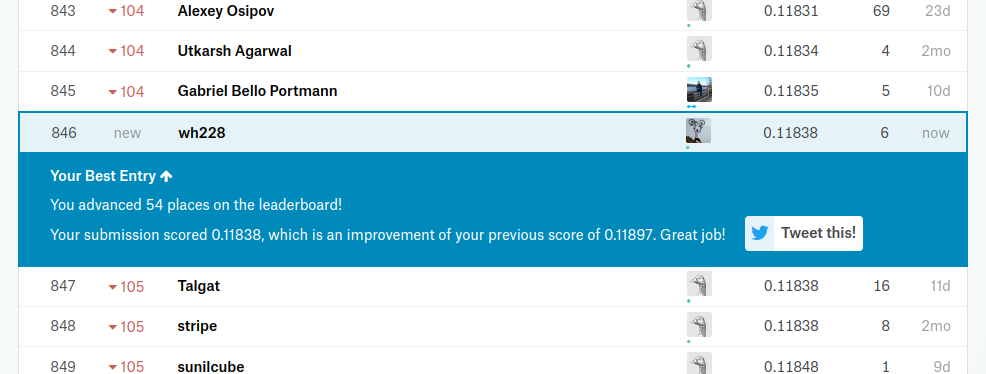 843 104 Alexey Osipov 0.11831 69 23d
844 104 Utkarsh Agarwal 0.11834 4 2mo
845 104 Gabriel Bello Portmann 0.11835 5 10d
846 new wh228 0.11838 6 now
Your Best Entry
You advanced 54 places on the leaderboard!
Your submission scored 0.11838, which is an improvement of your previous score of 0.11897. Great job! Tweet this!
847 105 Talgat 0.11838 16 11d
848 105 stripe 0.11838 8 2mo
849 105 sunilcube 0.11848 1 9d